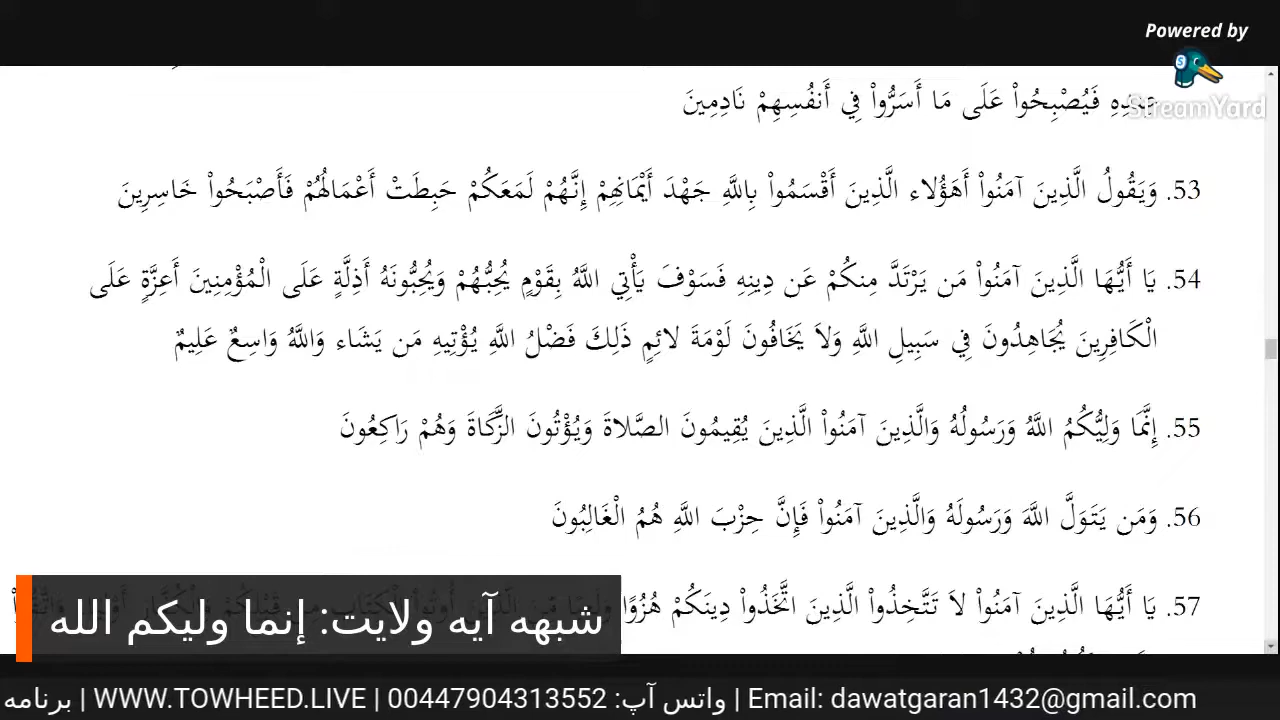 Powered by
StreamYard
فَيُصْبِحُواْ عَلَى مَا أَسَرُّواْ فِي أَنفُسِهِمْ نَادِمِينَ
53. وَيَقُولُ الَّذِينَ آمَنُواْ أَهَؤُلاء الَّذِينَ أَقْسَمُواْ بِاللَّهِ جَهْدَ أَيْمَانِهِمْ إِنَّهُمْ لَمَعَكُمْ حَبِطَتْ أَعْمَالُهُمْ فَأَصْبَحُواْ خَاسِرِينَ
54. يَا أَيُّهَا الَّذِينَ آمَنُواْ مَن يَرْتَدَّ مِنكُمْ عَن دِينِهِ فَسَوْفَ يَأْتِي اللَّهُ بِقَوْمٍ يُحِبُّهُمْ وَيُحِبُّونَهُ أَذِلَّةٍ عَلَى الْمُؤْمِنِينَ أَعِزَّةٍ عَلَى
الْكَافِرِينَ يُجَاهِدُونَ فِي سَبِيلِ اللَّهِ وَلاَ يَخَافُونَ لَوْمَةَ لائِمٍ ذَلِكَ فَضْلُ اللَّهِ يُؤْتِيهِ مَن يَشَاء وَاللَّهُ وَاسِعٌ عَلِيمٌ
55. إِنَّمَا وَلِيُّكُمُ اللَّهُ وَرَسُولُهُ وَالَّذِينَ آمَنُواْ الَّذِينَ يُقِيمُونَ الصَّلاةَ وَيُؤْتُونَ الزَّكَاةَ وَهُمْ رَاكِعُونَ
56. وَمَن يَتَوَلَّ اللَّهَ وَرَسُولَهُ وَالَّذِينَ آمَنُواْ فَإِنَّ حِزْبَ اللَّهِ هُمُ الْغَالِبُونَ
57. يَا أَيُّهَا الَّذِينَ آمَنُواْ لاَ تَتَّخِذُواْ الَّذِينَ اتَّخَذُواْ دِينَكُمْ هُزُوًا
شبهه آیه ولایت: إنما وليكم الله
برنامه | WWW.TOWHEED.LIVE | 00447904313552 :واتس آپ | Email: dawatgaran1432@gmail.com